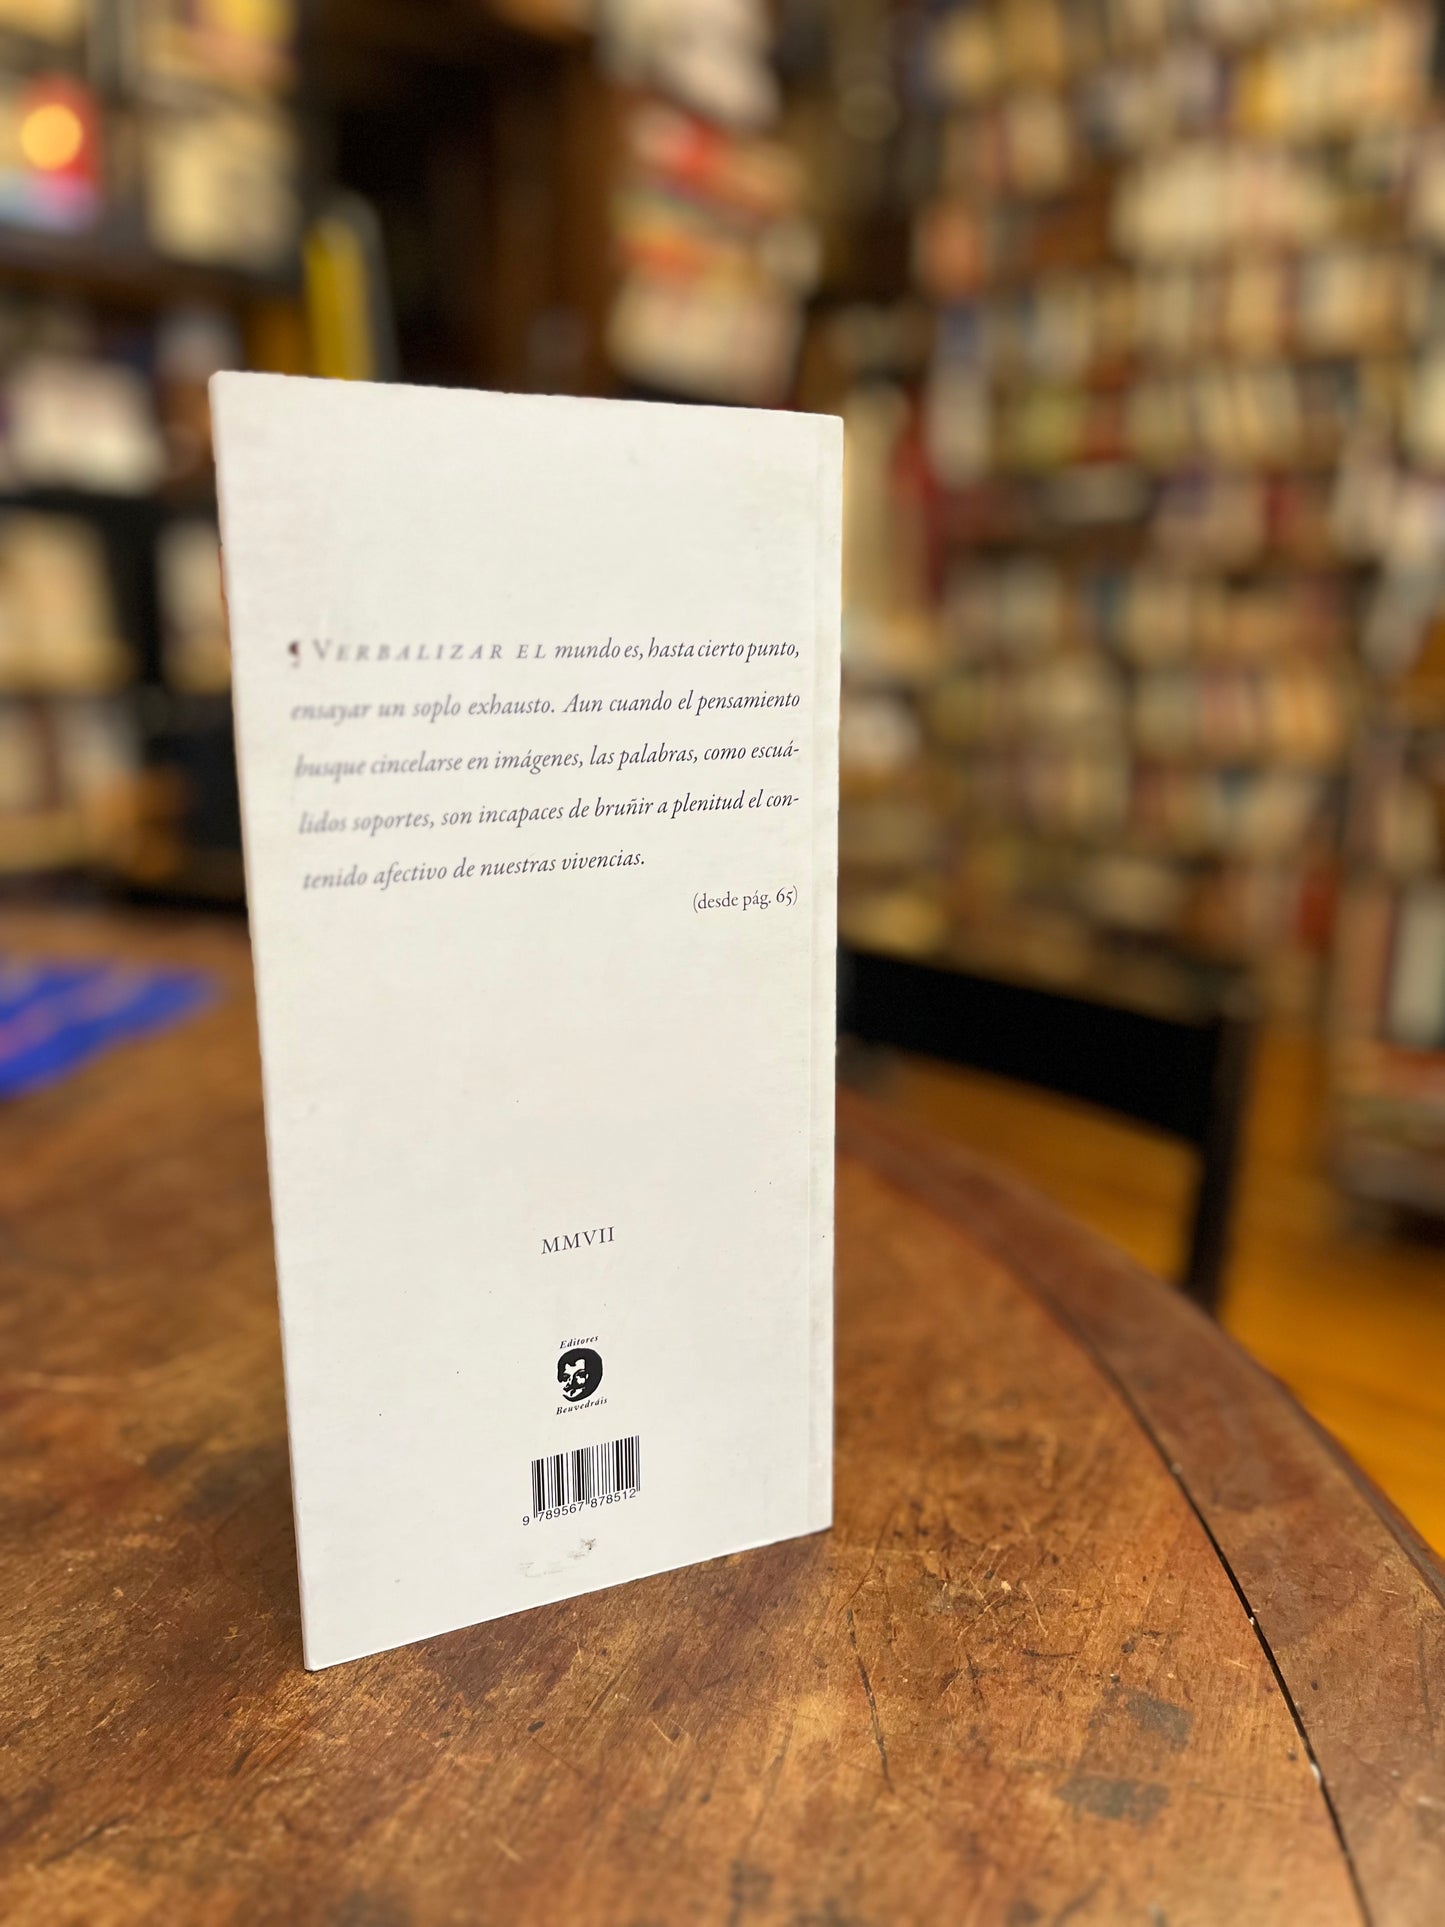 ¶ VERBALIZAR EL mundo es, hasta cierto punto,
ensayar un soplo exhausto. Aun cuando el pensamiento
busque cincelarse en imágenes, las palabras, como escuá-
lidos soportes, son incapaces de bruñir a plenitud el con-
tenido afectivo de nuestras vivencias.
(desde pág. 65)
MMVII
Editores
Beuvedráis
9 789567 878512